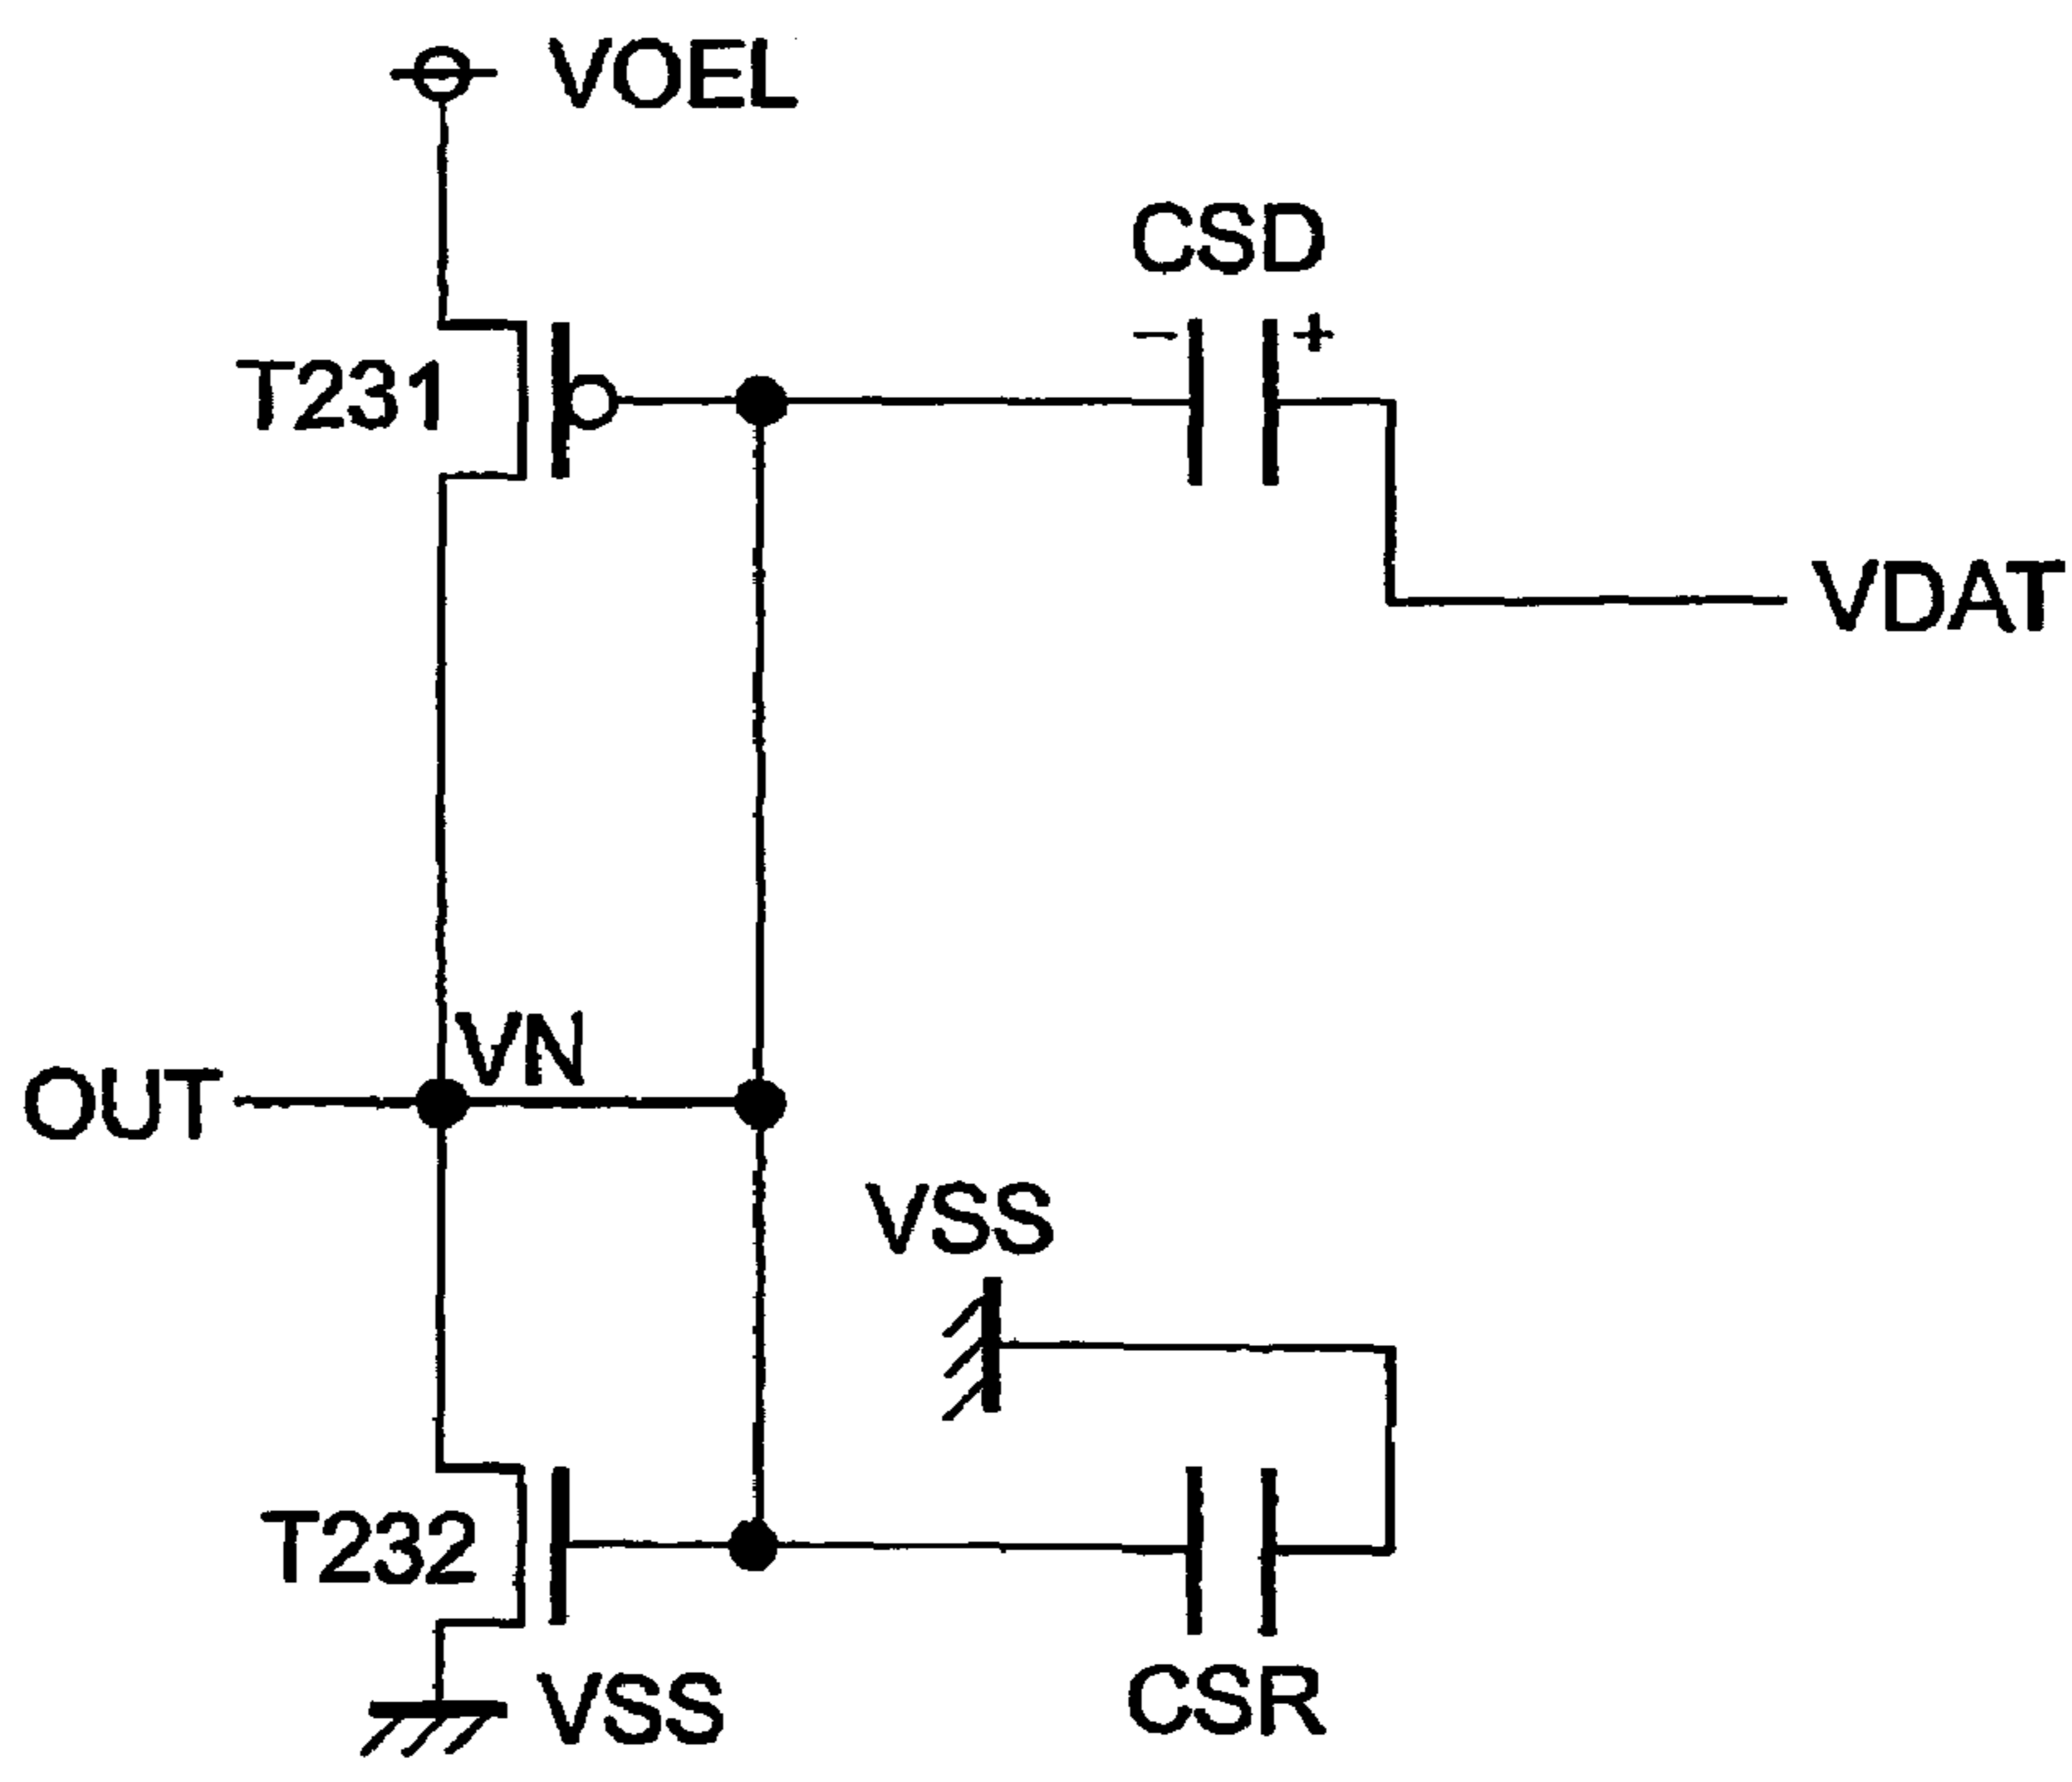 VOEL
CSD
− +
T231
VDAT
VN
OUT
VSS
T232
CSR
VSS